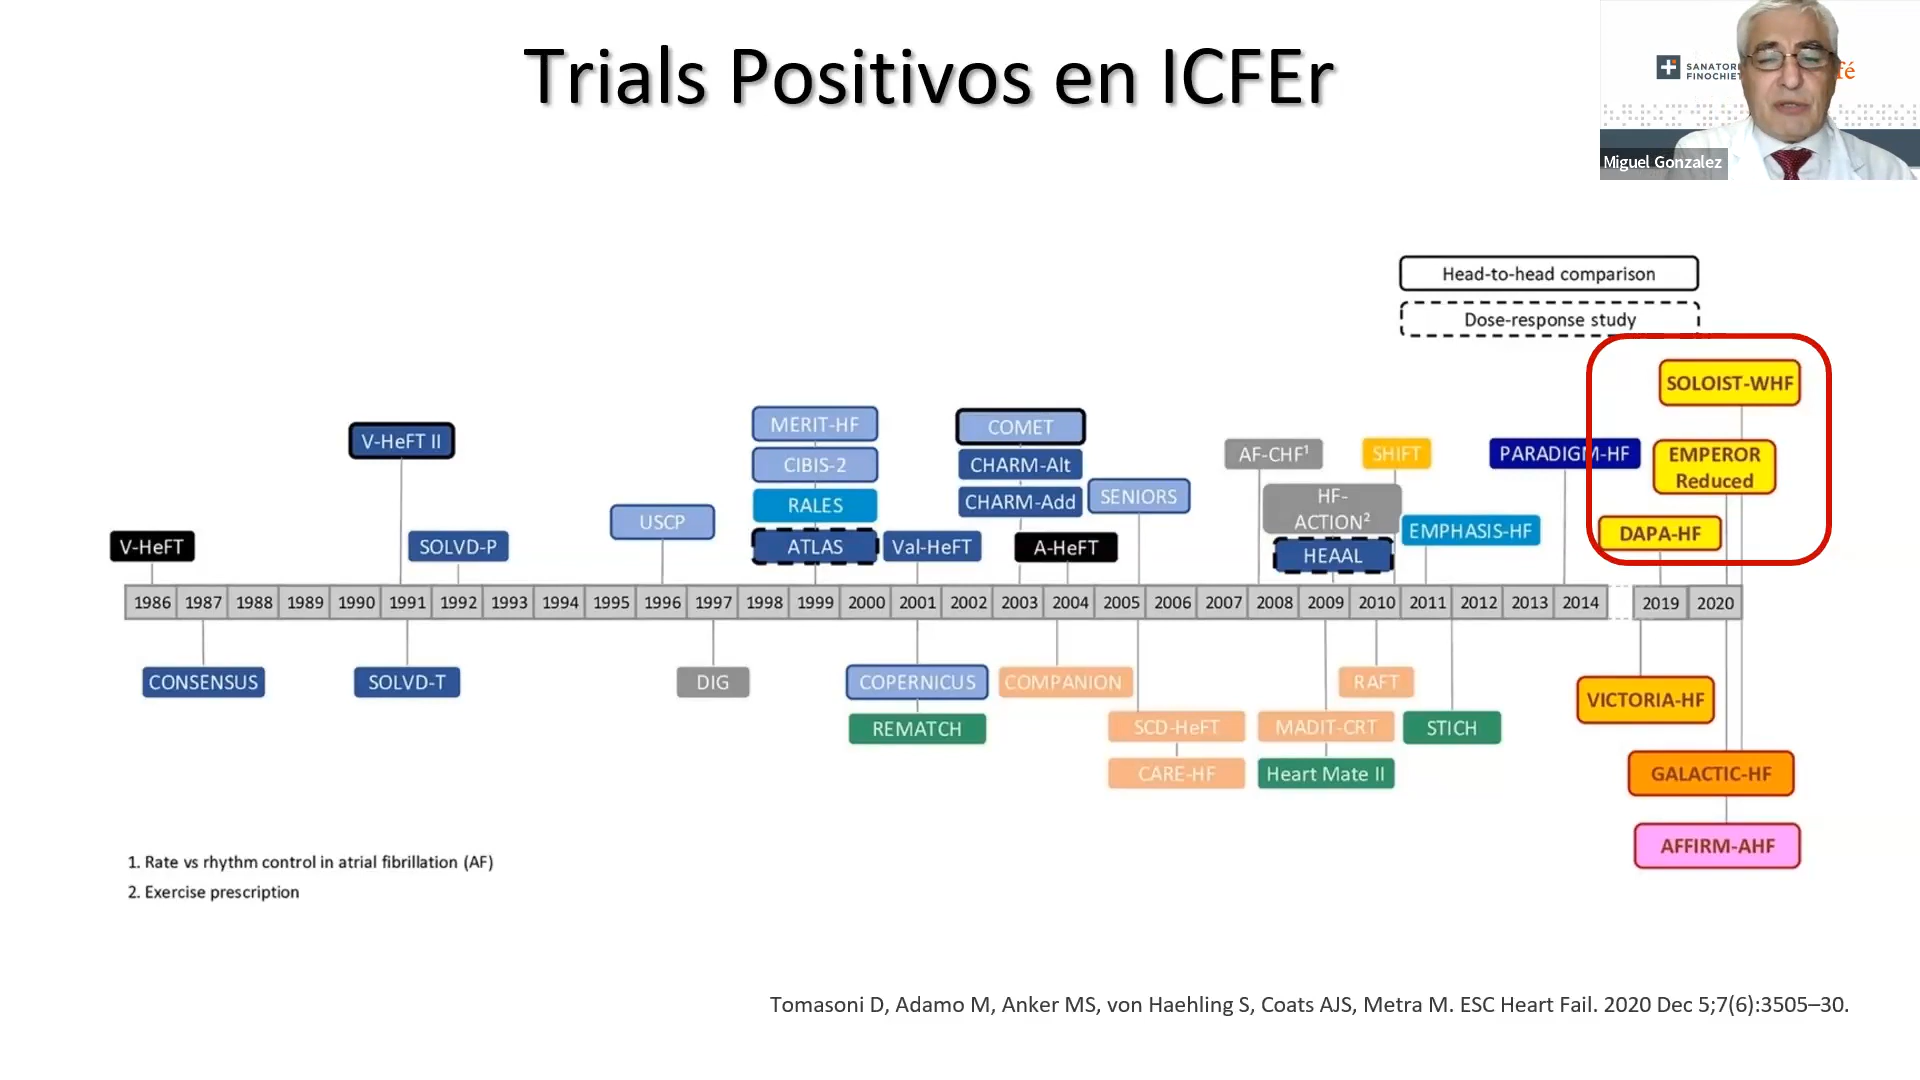 Trials Positivos en ICFEr
SANATORI
FINOCHIET
fé
Miguel Gonzalez
Head-to-head comparison
Dose-response study
SOLOIST-WHF
MERIT-HF
COMET
V-HeFT II
AF-CHF¹
SHIFT
PARADIGM-HF
EMPEROR
Reduced
CIBIS-2
CHARM-Alt
RALES
CHARM-Add
SENIORS
HF-
ACTION²
USCP
EMPHASIS-HF
DAPA-HF
V-HeFT
SOLVD-P
ATLAS
Val-HeFT
A-HeFT
HEAAL
1986 1987 1988 1989 1990 1991 1992 1993 1994 1995 1996 1997 1998 1999 2000 2001 2002 2003 2004 2005 2006 2007 2008 2009 2010 2011 2012 2013 2014 2019 2020
CONSENSUS
SOLVD-T
DIG
COPERNICUS
COMPANION
RAFT
VICTORIA-HF
REMATCH
SCD-HeFT
MADIT-CRT
STICH
CARE-HF
Heart Mate II
GALACTIC-HF
AFFIRM-AHF
1. Rate vs rhythm control in atrial fibrillation (AF)
2. Exercise prescription
Tomasoni D, Adamo M, Anker MS, von Haehling S, Coats AJS, Metra M. ESC Heart Fail. 2020 Dec 5;7(6):3505–30.